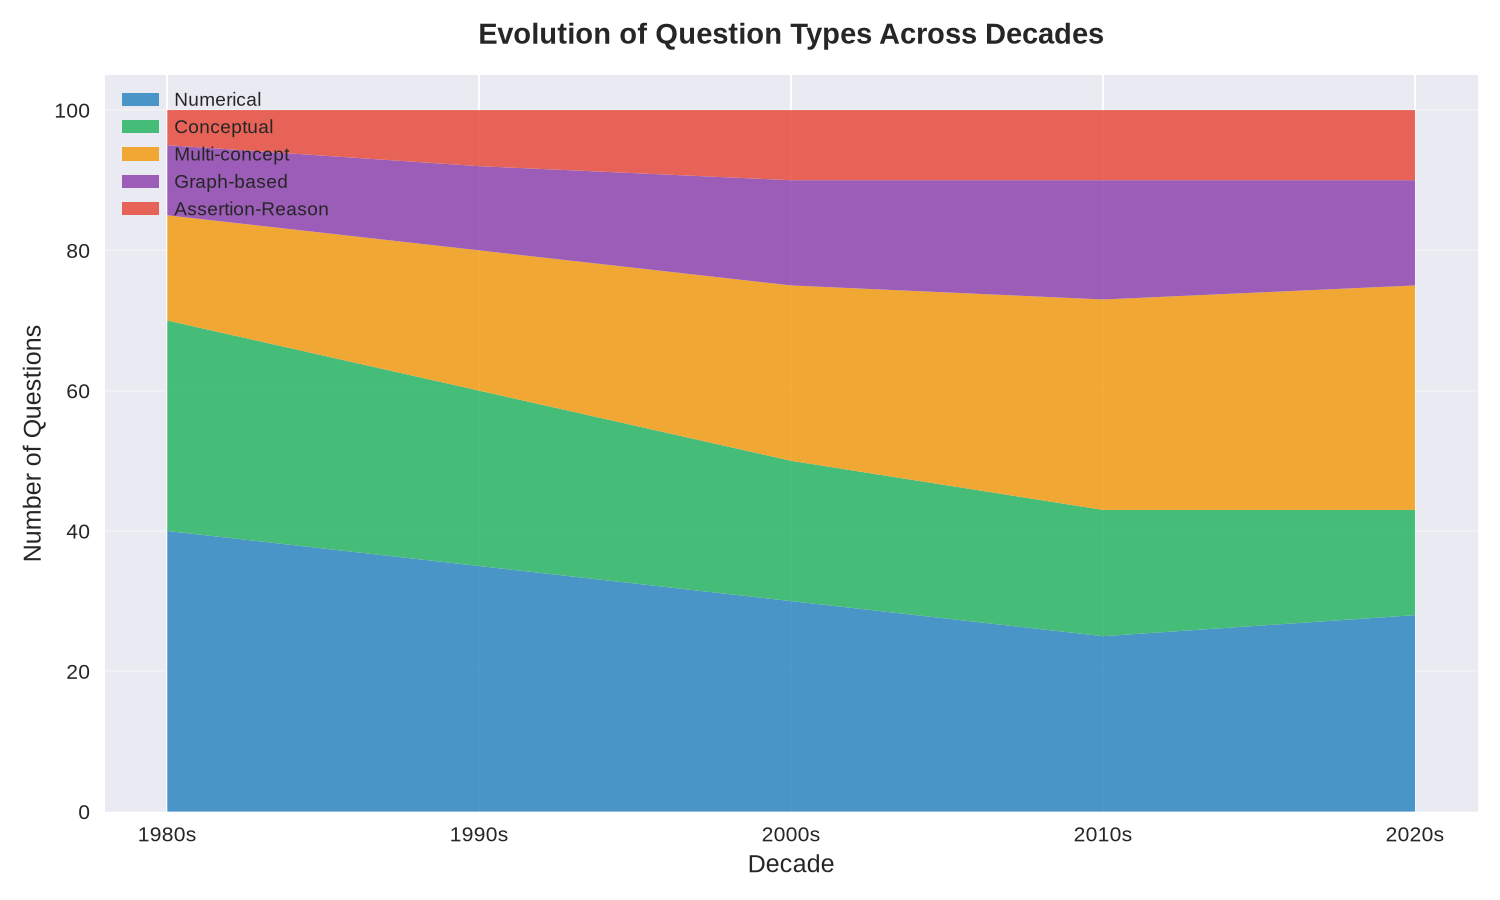 Evolution of Question Types Across Decades
Numerical
Conceptual
Multi-concept
Graph-based
Assertion-Reason
Number of Questions
100
80
60
40
20
0
1980s 1990s 2000s 2010s 2020s
Decade